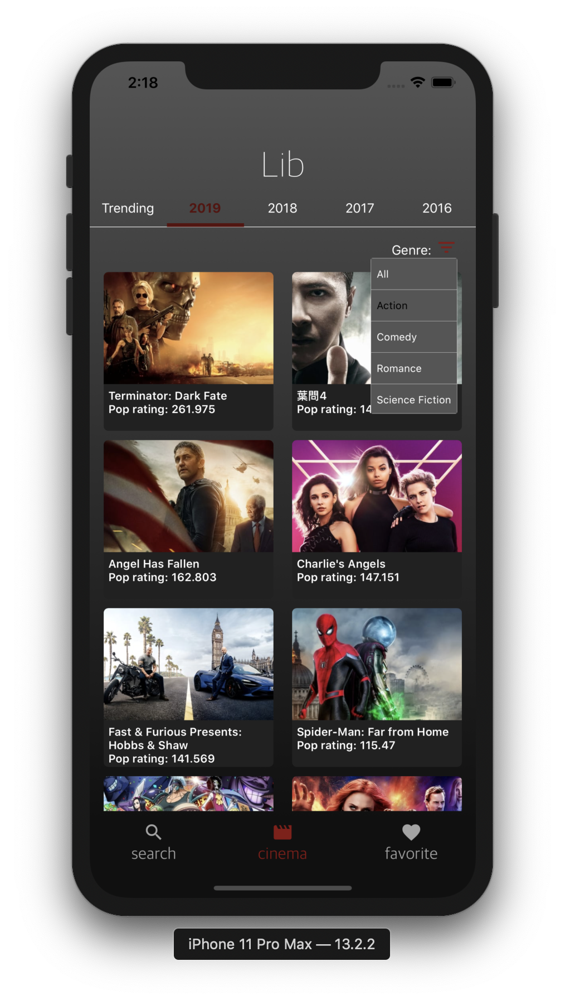 2:18
Lib
Trending 2019 2018 2017 2016
Genre:
All
Action
Comedy
Romance
Science Fiction
Terminator: Dark Fate
Pop rating: 261.975
葉問4
Pop rating: 14
Angel Has Fallen
Pop rating: 162.803
Charlie's Angels
Pop rating: 147.151
Fast & Furious Presents:
Hobbs & Shaw
Pop rating: 141.569
Spider-Man: Far from Home
Pop rating: 115.47
search cinema favorite
iPhone 11 Pro Max — 13.2.2